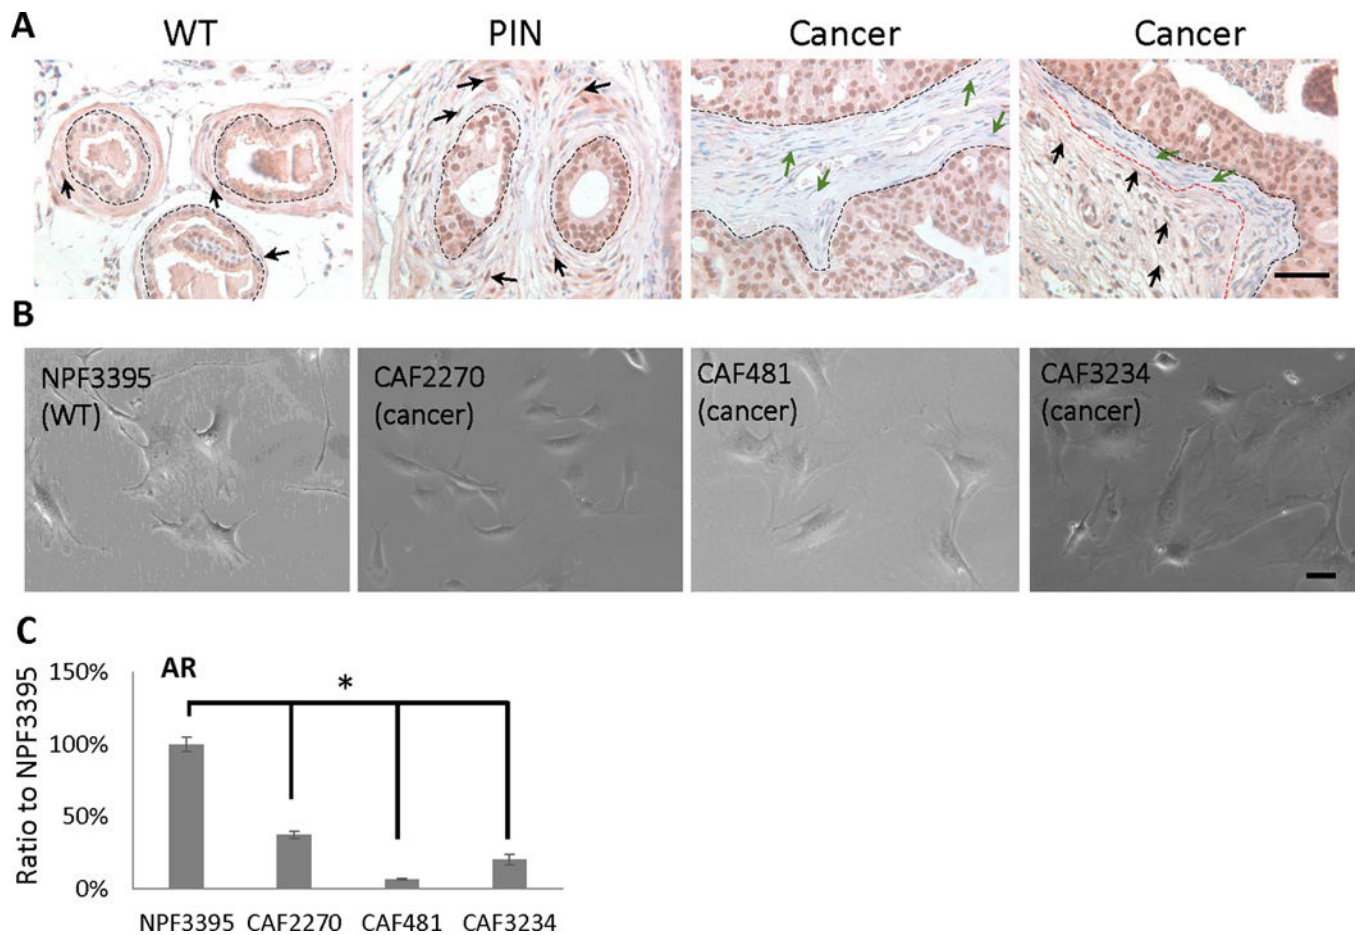 A
WT
PIN
Cancer
Cancer
B
NPF3395
(WT)
CAF2270
(cancer)
CAF481
(cancer)
CAF3234
(cancer)
C
AR
*
Ratio to NPF3395
150%
100%
50%
0%
NPF3395
CAF2270
CAF481
CAF3234